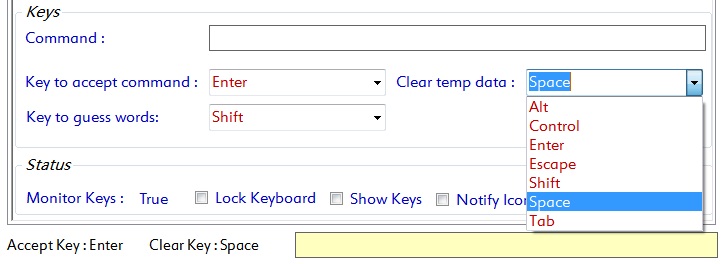 Keys
Command :
Key to accept command : Enter Clear temp data : Space
Key to guess words: Shift
Alt
Control
Enter
Escape
Shift
Space
Tab
Status
Monitor Keys : True Lock Keyboard Show Keys Notify Icon
Accept Key : Enter Clear Key : Space